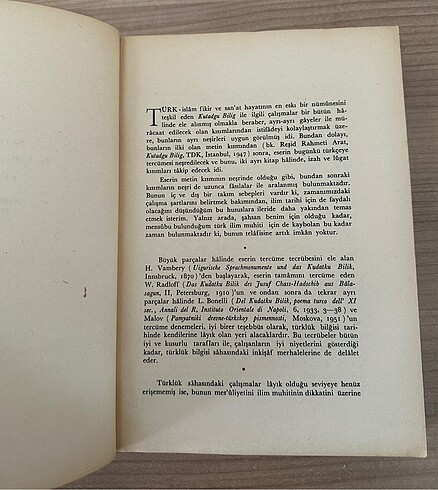 TÜRK-islâm fikir ve san'at hayatının en eski bir nümûnesini
teşkil eden Kutadgu Bilig ile ilgili çalışmalar bir bütün hâ-
linde ele alınmış olmakla beraber, ayrı-ayrı gâyeler ile mü-
râcaat edilecek olan kısımlarından istifâdeyi kolaylaştırmak üze-
re, bunların ayrı neşirleri uygun görülmüş idi. Bundan dolayı,
bunların ilki olan metin kısmından (bk. Reşid Rahmeti Arat,
Kutadgu Bilig, TDK, İstanbul, 1947) sonra, eserin bugünkü türkçeye
tercümesi neşredilmekte ve bunu, iki ayrı kitap hâlinde, izah ve lûgat
kısımları tâkip edecek idi.
Eserin metin kısmının neşrinde olduğu gibi, bundan sonraki
kısımların neşri de uzunca fâsılalar ile aralanmış bulunmaktadır.
Bunun iç ve dış bir takım sebepleri vardır ki, zamanımızdaki
çalışma şartlarını belirtmek bakımından, ilim tarihi için de faydalı
olacağını düşündüğüm bu hususlara ileride daha yakından temas
etmek isterim. Yalnız arada, şahsan benim için olduğu kadar,
mensûbu bulunduğum türk ilim muhiti için de kaybolan bu kadar
zaman bulunmaktadır ki, bunun telâfisine artık imkân yoktur.
•
Büyük parçalar hâlinde eserin tercüme tecrübesini ele alan
H. Vambery (Uigurische Sprachmonumente und das Kudatku Bilik,
Innsbruck, 1870)'den başlayarak, eserin tamâmını tercüme eden
W. Radloff (Das Kudatku Bilik des Jusuf Chass-Hadschib aus Bâla-
sagun, II, Petersburg, 1910)'un ve ondan sonra da tekrar ayrı
parçalar hâlinde L. Bonelli (Del Kudatku Bilik, poema turco dell' XI
sec., Annali del R. Instituto Orientale di Napoli, 6, 1933, 3—38) ve
Malov (Pamyatniki drevne-türkskoy pismennosti, Moskova, 1951)'un
tercüme denemeleri, iyi birer teşebbüs olarak, türklük bilgisi tari-
hinde kendilerine lâyık olan yeri alacaklardır. Bu tecrübeler bütün
iyi ve kusurlu tarafları ile, çalışanların iyi niyetlerini gösterdiği
kadar, türklük bilgisi sâhasındaki inkişâf merhalelerine de delâlet
eder.
•
Türklük sâhasındaki çalışmalar lâyık olduğu seviyeye henüz
erişememiş ise, bunun mes'ûliyetini ilim muhitinin dikkatini üzerine